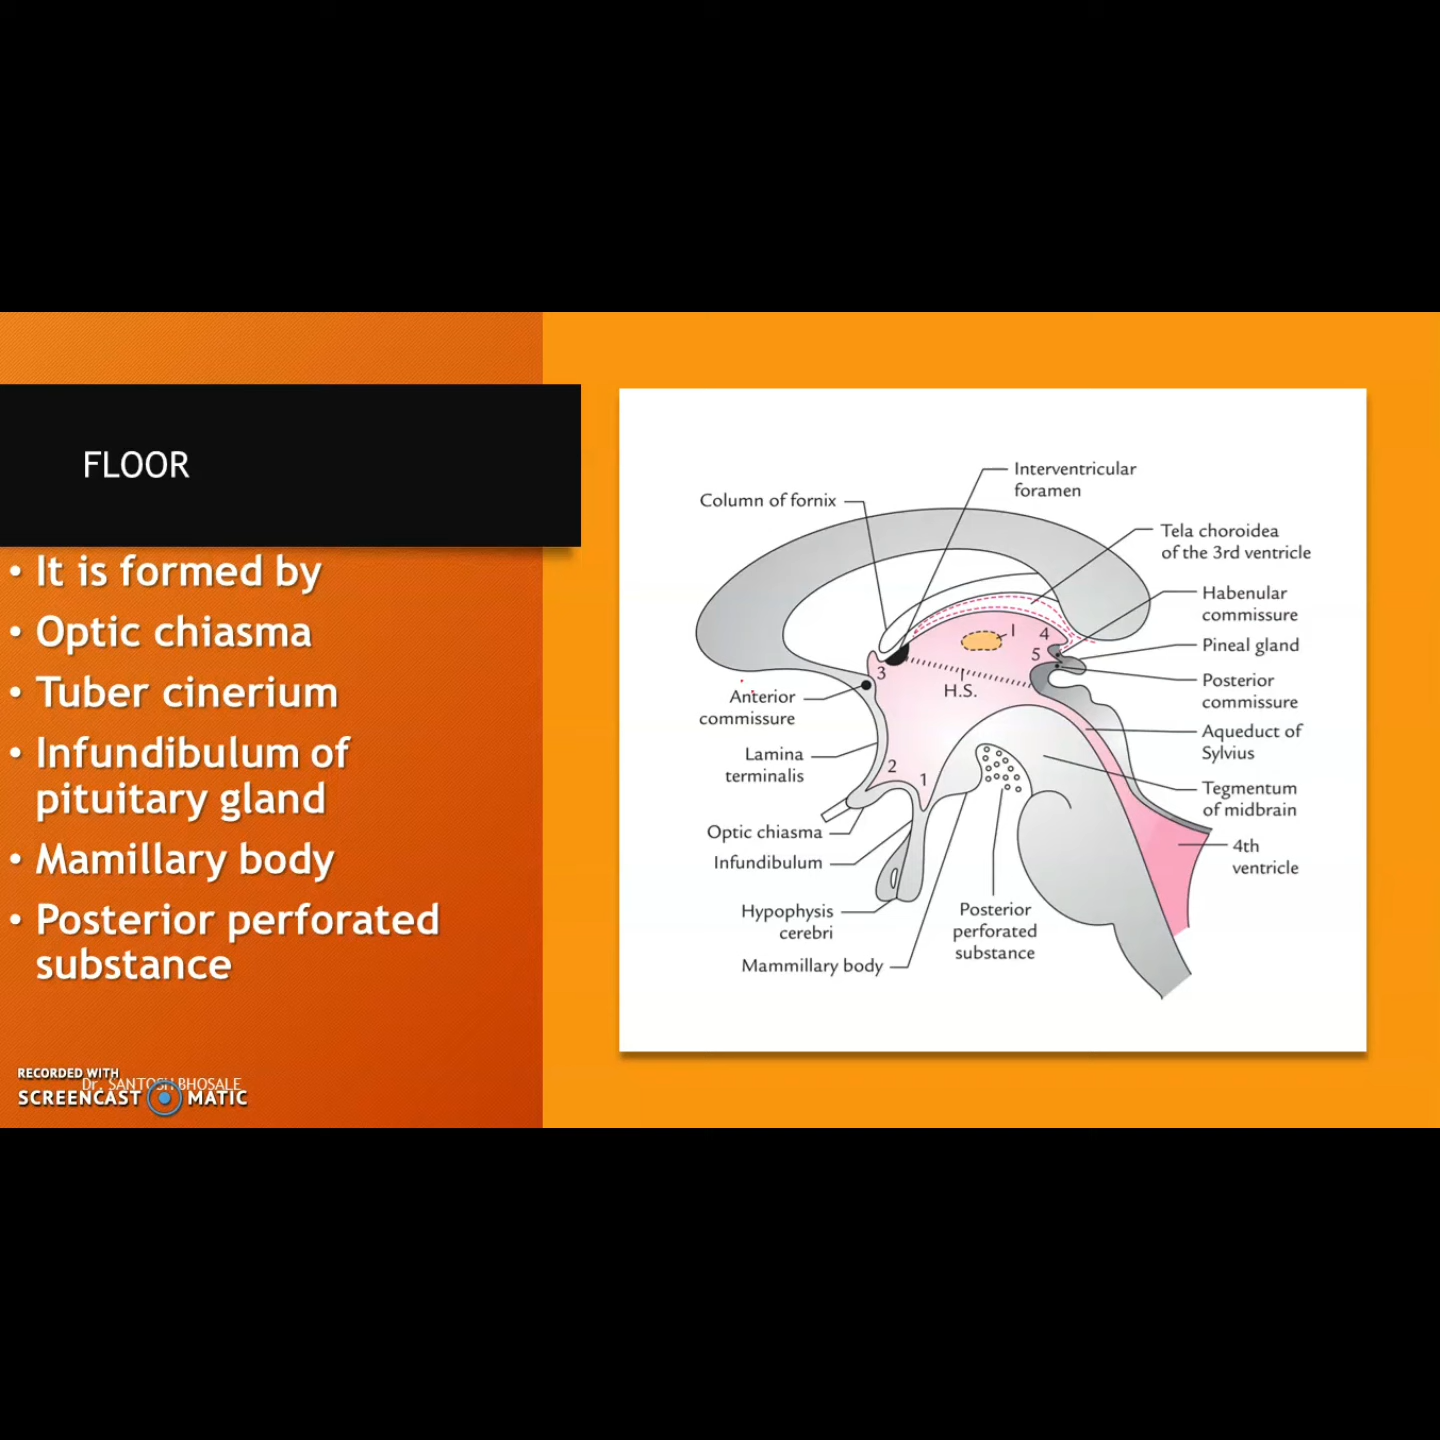 FLOOR
• It is formed by
• Optic chiasma
• Tuber cinerium
• Infundibulum of
pituitary gland
• Mamillary body
• Posterior perforated
substance
RECORDED WITH
Dr. SANTOSH BHOSALE
SCREENCAST MATIC
Interventricular
foramen
Column of fornix
Tela choroidea
of the 3rd ventricle
Habenular
commissure
Pineal gland
Posterior
commissure
Aqueduct of
Sylvius
Tegmentum
of midbrain
4th
ventricle
I
4
5
3
H.S.
2
1
Anterior
commissure
Lamina
terminalis
Optic chiasma
Infundibulum
Hypophysis
cerebri
Mammillary body
Posterior
perforated
substance